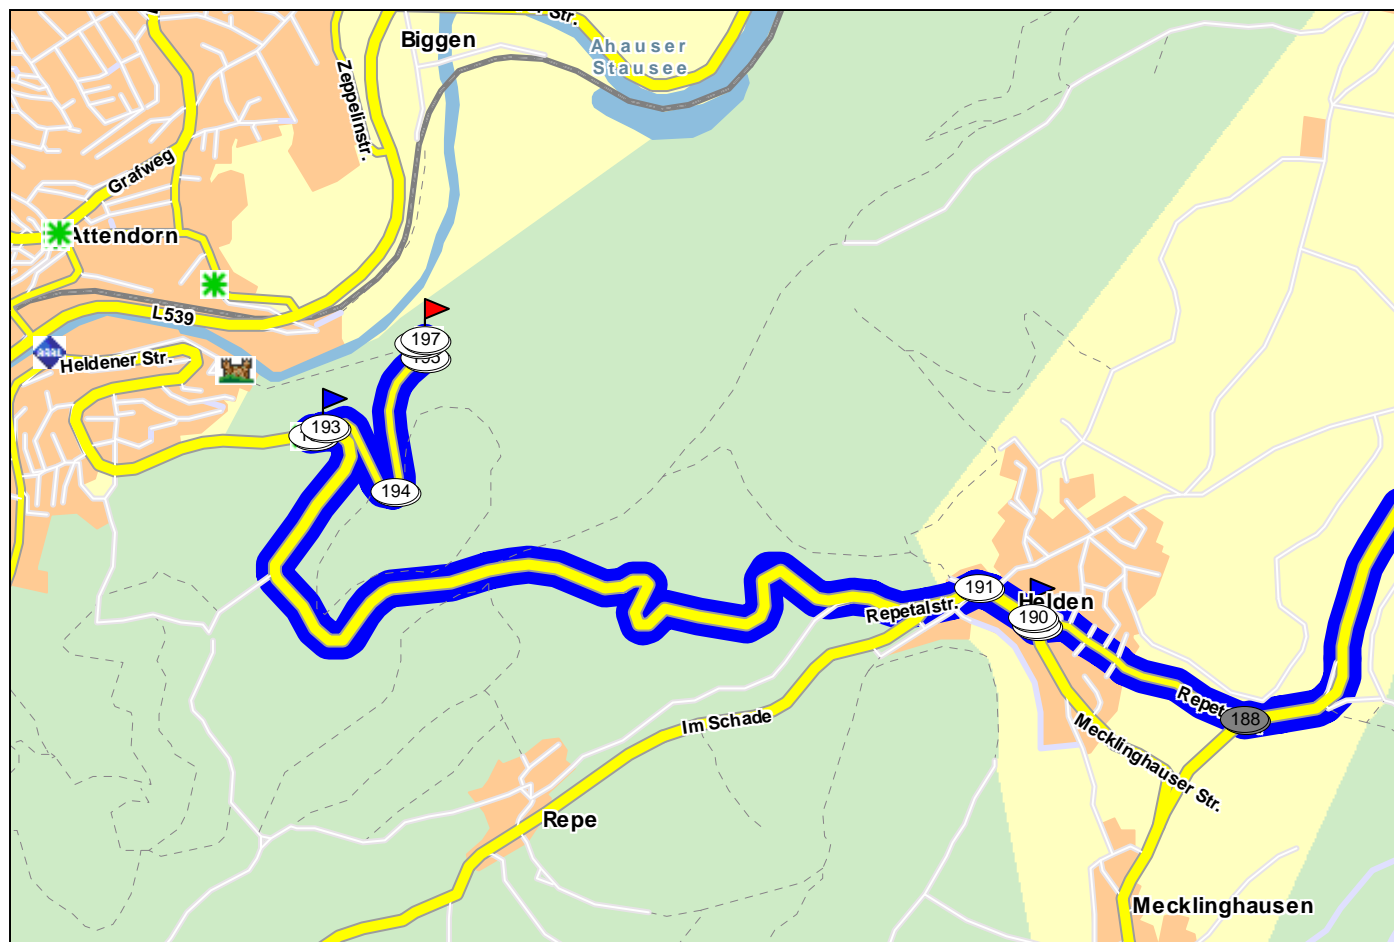 Str.
Biggen
Ahauser
Stausee
Zeppelinstr.
Grafweg
Attendorn
L539
Heldener Str.
197
193
194
191
Helden
190
Repetalstr.
188
Im Schade
Mecklinghauser Str.
Repe
Mecklinghausen